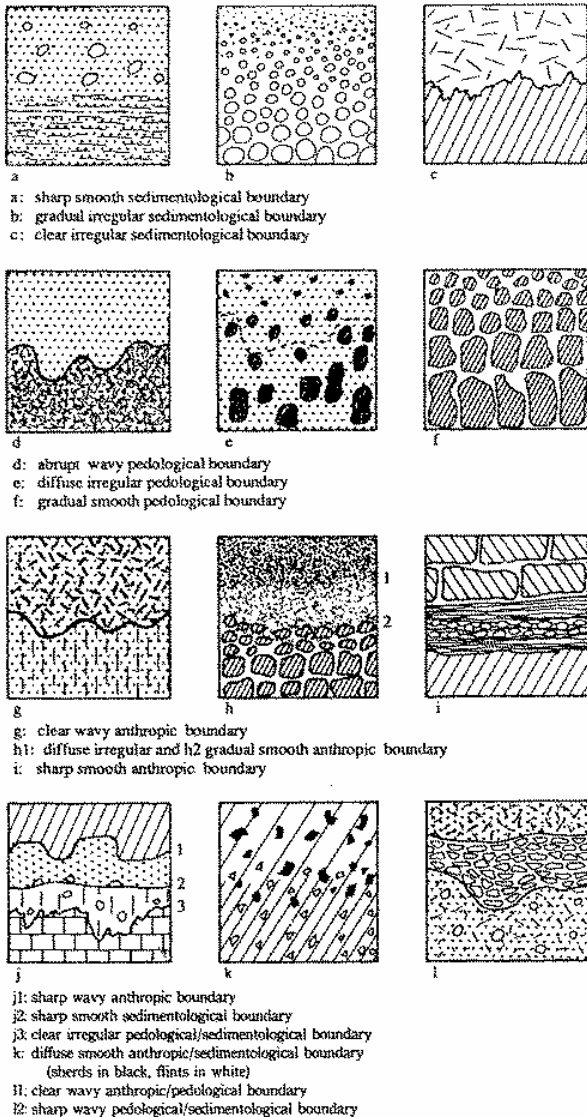 a
b
c
a: sharp smooth sedimentological boundary
b: gradual irregular sedimentological boundary
c: clear irregular sedimentological boundary
d
e
f
d: abrupt wavy pedological boundary
e: diffuse irregular pedological boundary
f: gradual smooth pedological boundary
1
2
g
h
i
g: clear wavy anthropic boundary
h1: diffuse irregular and h2 gradual smooth anthropic boundary
i: sharp smooth anthropic boundary
1
2
3
j
k
l
j1: sharp wavy anthropic boundary
j2: sharp smooth sedimentological boundary
j3: clear irregular pedological/sedimentological boundary
k: diffuse smooth anthropic/sedimentological boundary
(sherds in black, flints in white)
l1: clear wavy anthropic/pedological boundary
l2: sharp wavy pedological/sedimentological boundary